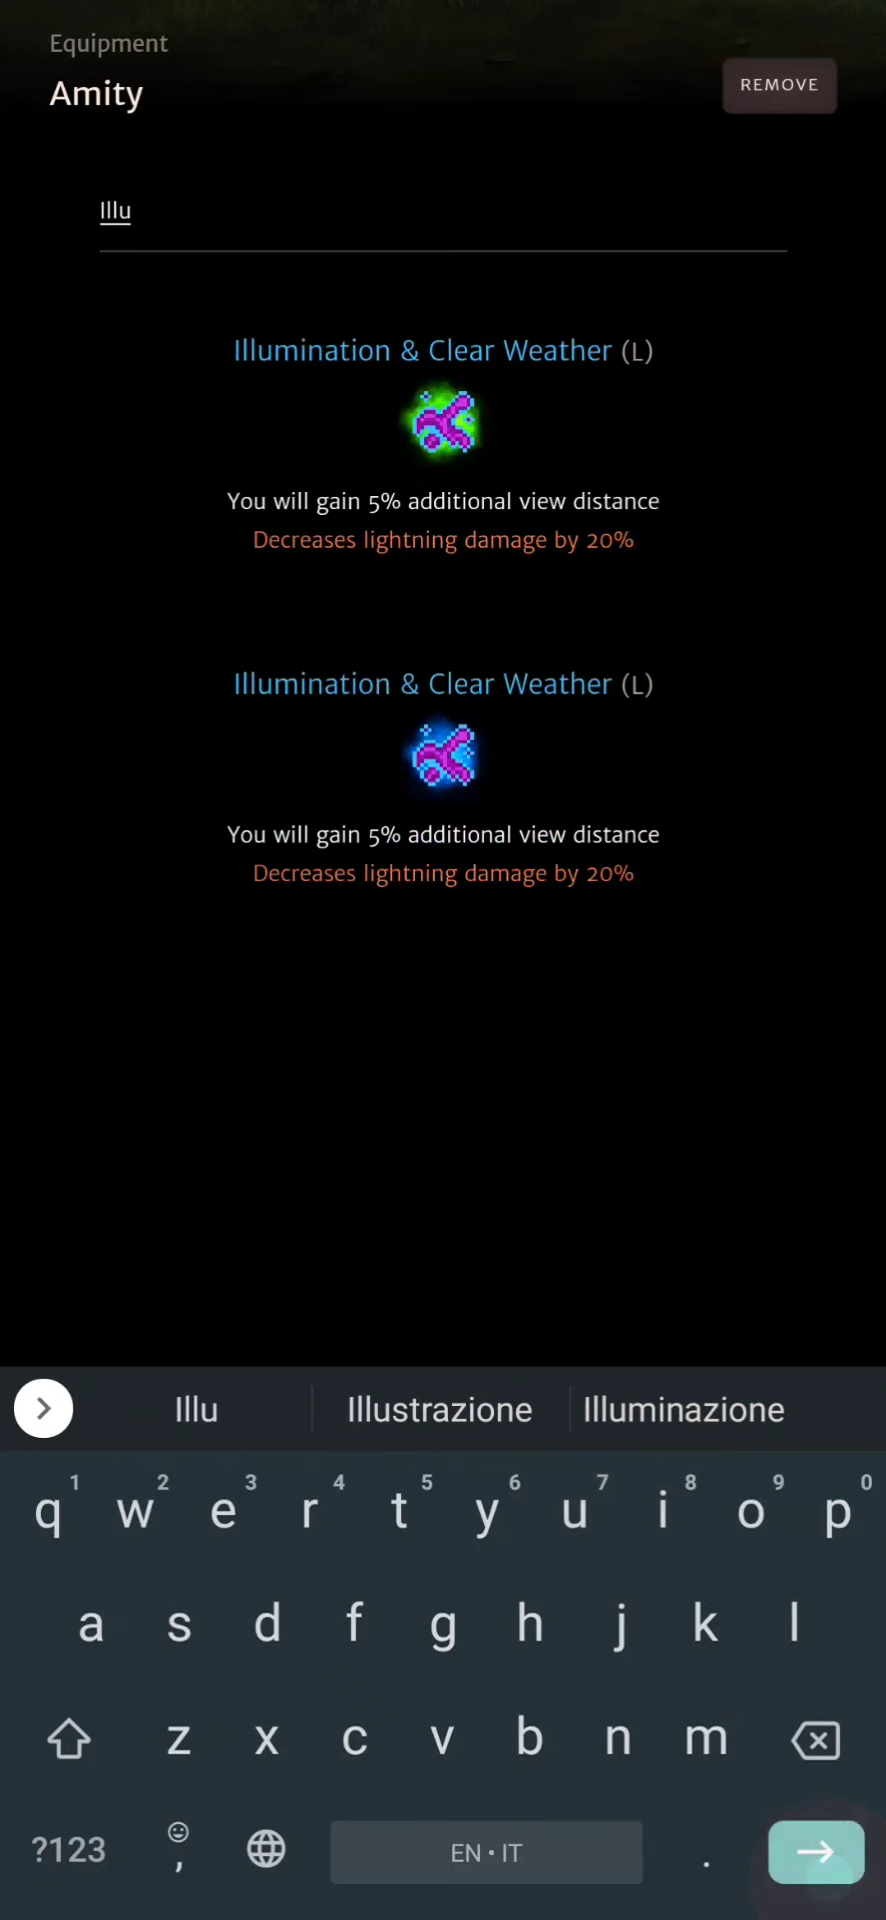 Equipment
Amity
REMOVE
Illu
Illumination & Clear Weather (L)
You will gain 5% additional view distance
Decreases lightning damage by 20%
Illumination & Clear Weather (L)
You will gain 5% additional view distance
Decreases lightning damage by 20%
Illu Illustrazione Illuminazione
1 2 3 4 5 6 7 8 9 0
q w e r t y u i o p
a s d f g h j k l
z x c v b n m
?123 , EN • IT .